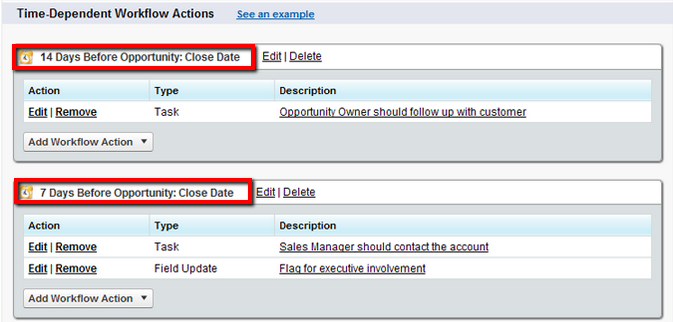 Time-Dependent Workflow Actions See an example
14 Days Before Opportunity: Close Date Edit | Delete
Action Type Description
Edit | Remove Task Opportunity Owner should follow up with customer
Add Workflow Action
7 Days Before Opportunity: Close Date Edit | Delete
Action Type Description
Edit | Remove Task Sales Manager should contact the account
Edit | Remove Field Update Flag for executive involvement
Add Workflow Action